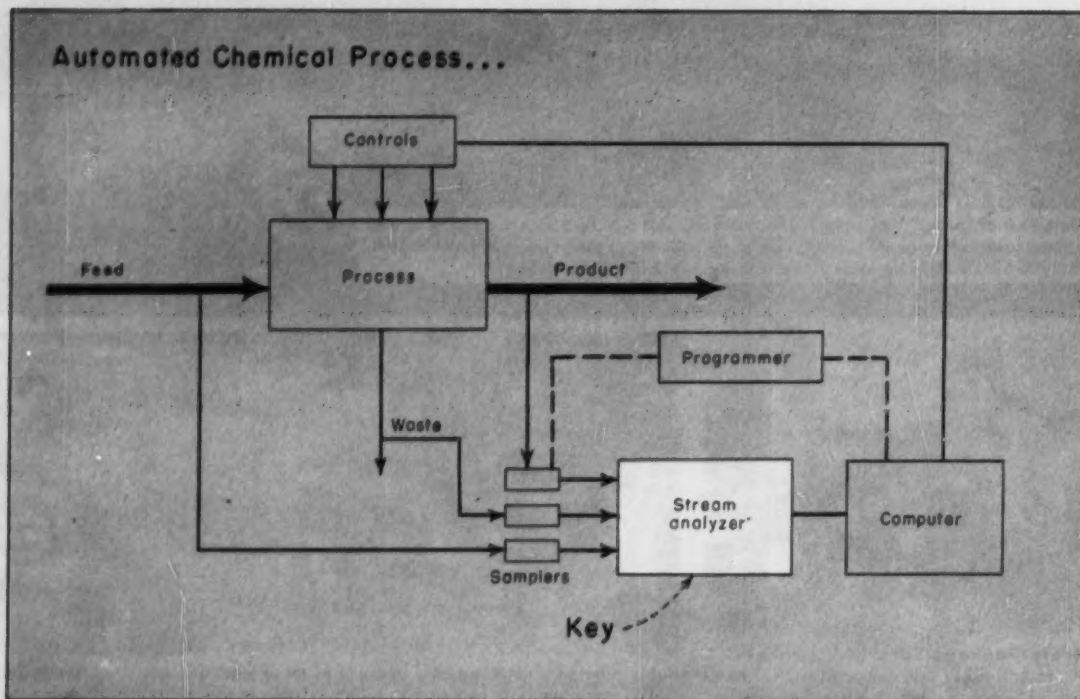 Automated Chemical Process...
Controls
Feed
Process
Product
Programmer
Waste
Stream
analyzer
Computer
Samplers
Key